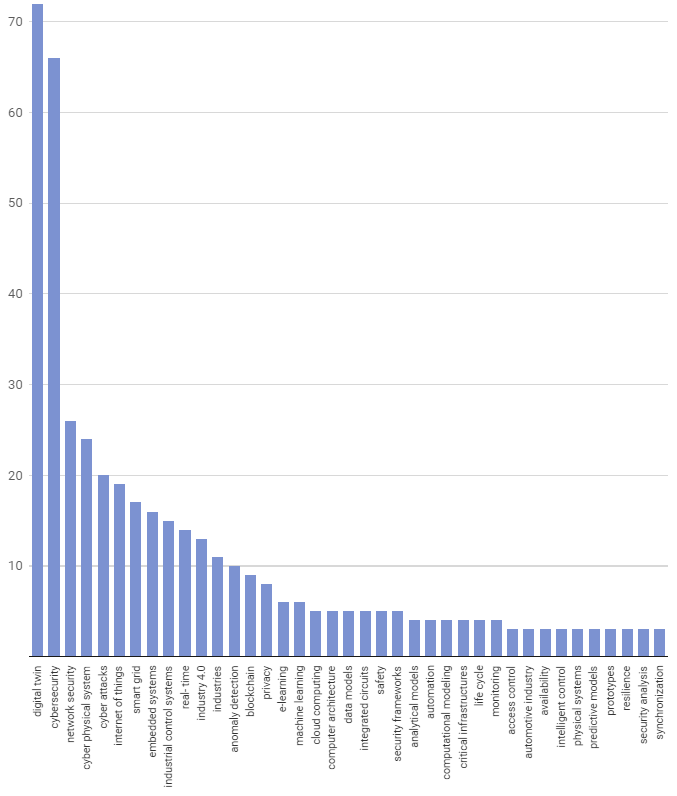 70
60
50
40
30
20
10
digital twin
cybersecurity
network security
cyber physical system
cyber attacks
internet of things
smart grid
embedded systems
industrial control systems
real- time
industry 4.0
industries
anomaly detection
blockchain
privacy
e-learning
machine learning
cloud computing
computer architecture
data models
integrated circuits
safety
security frameworks
analytical models
automation
computational modeling
critical infrastructures
life cycle
monitoring
access control
automotive industry
availability
intelligent control
physical systems
predictive models
prototypes
resilience
security analysis
synchronization